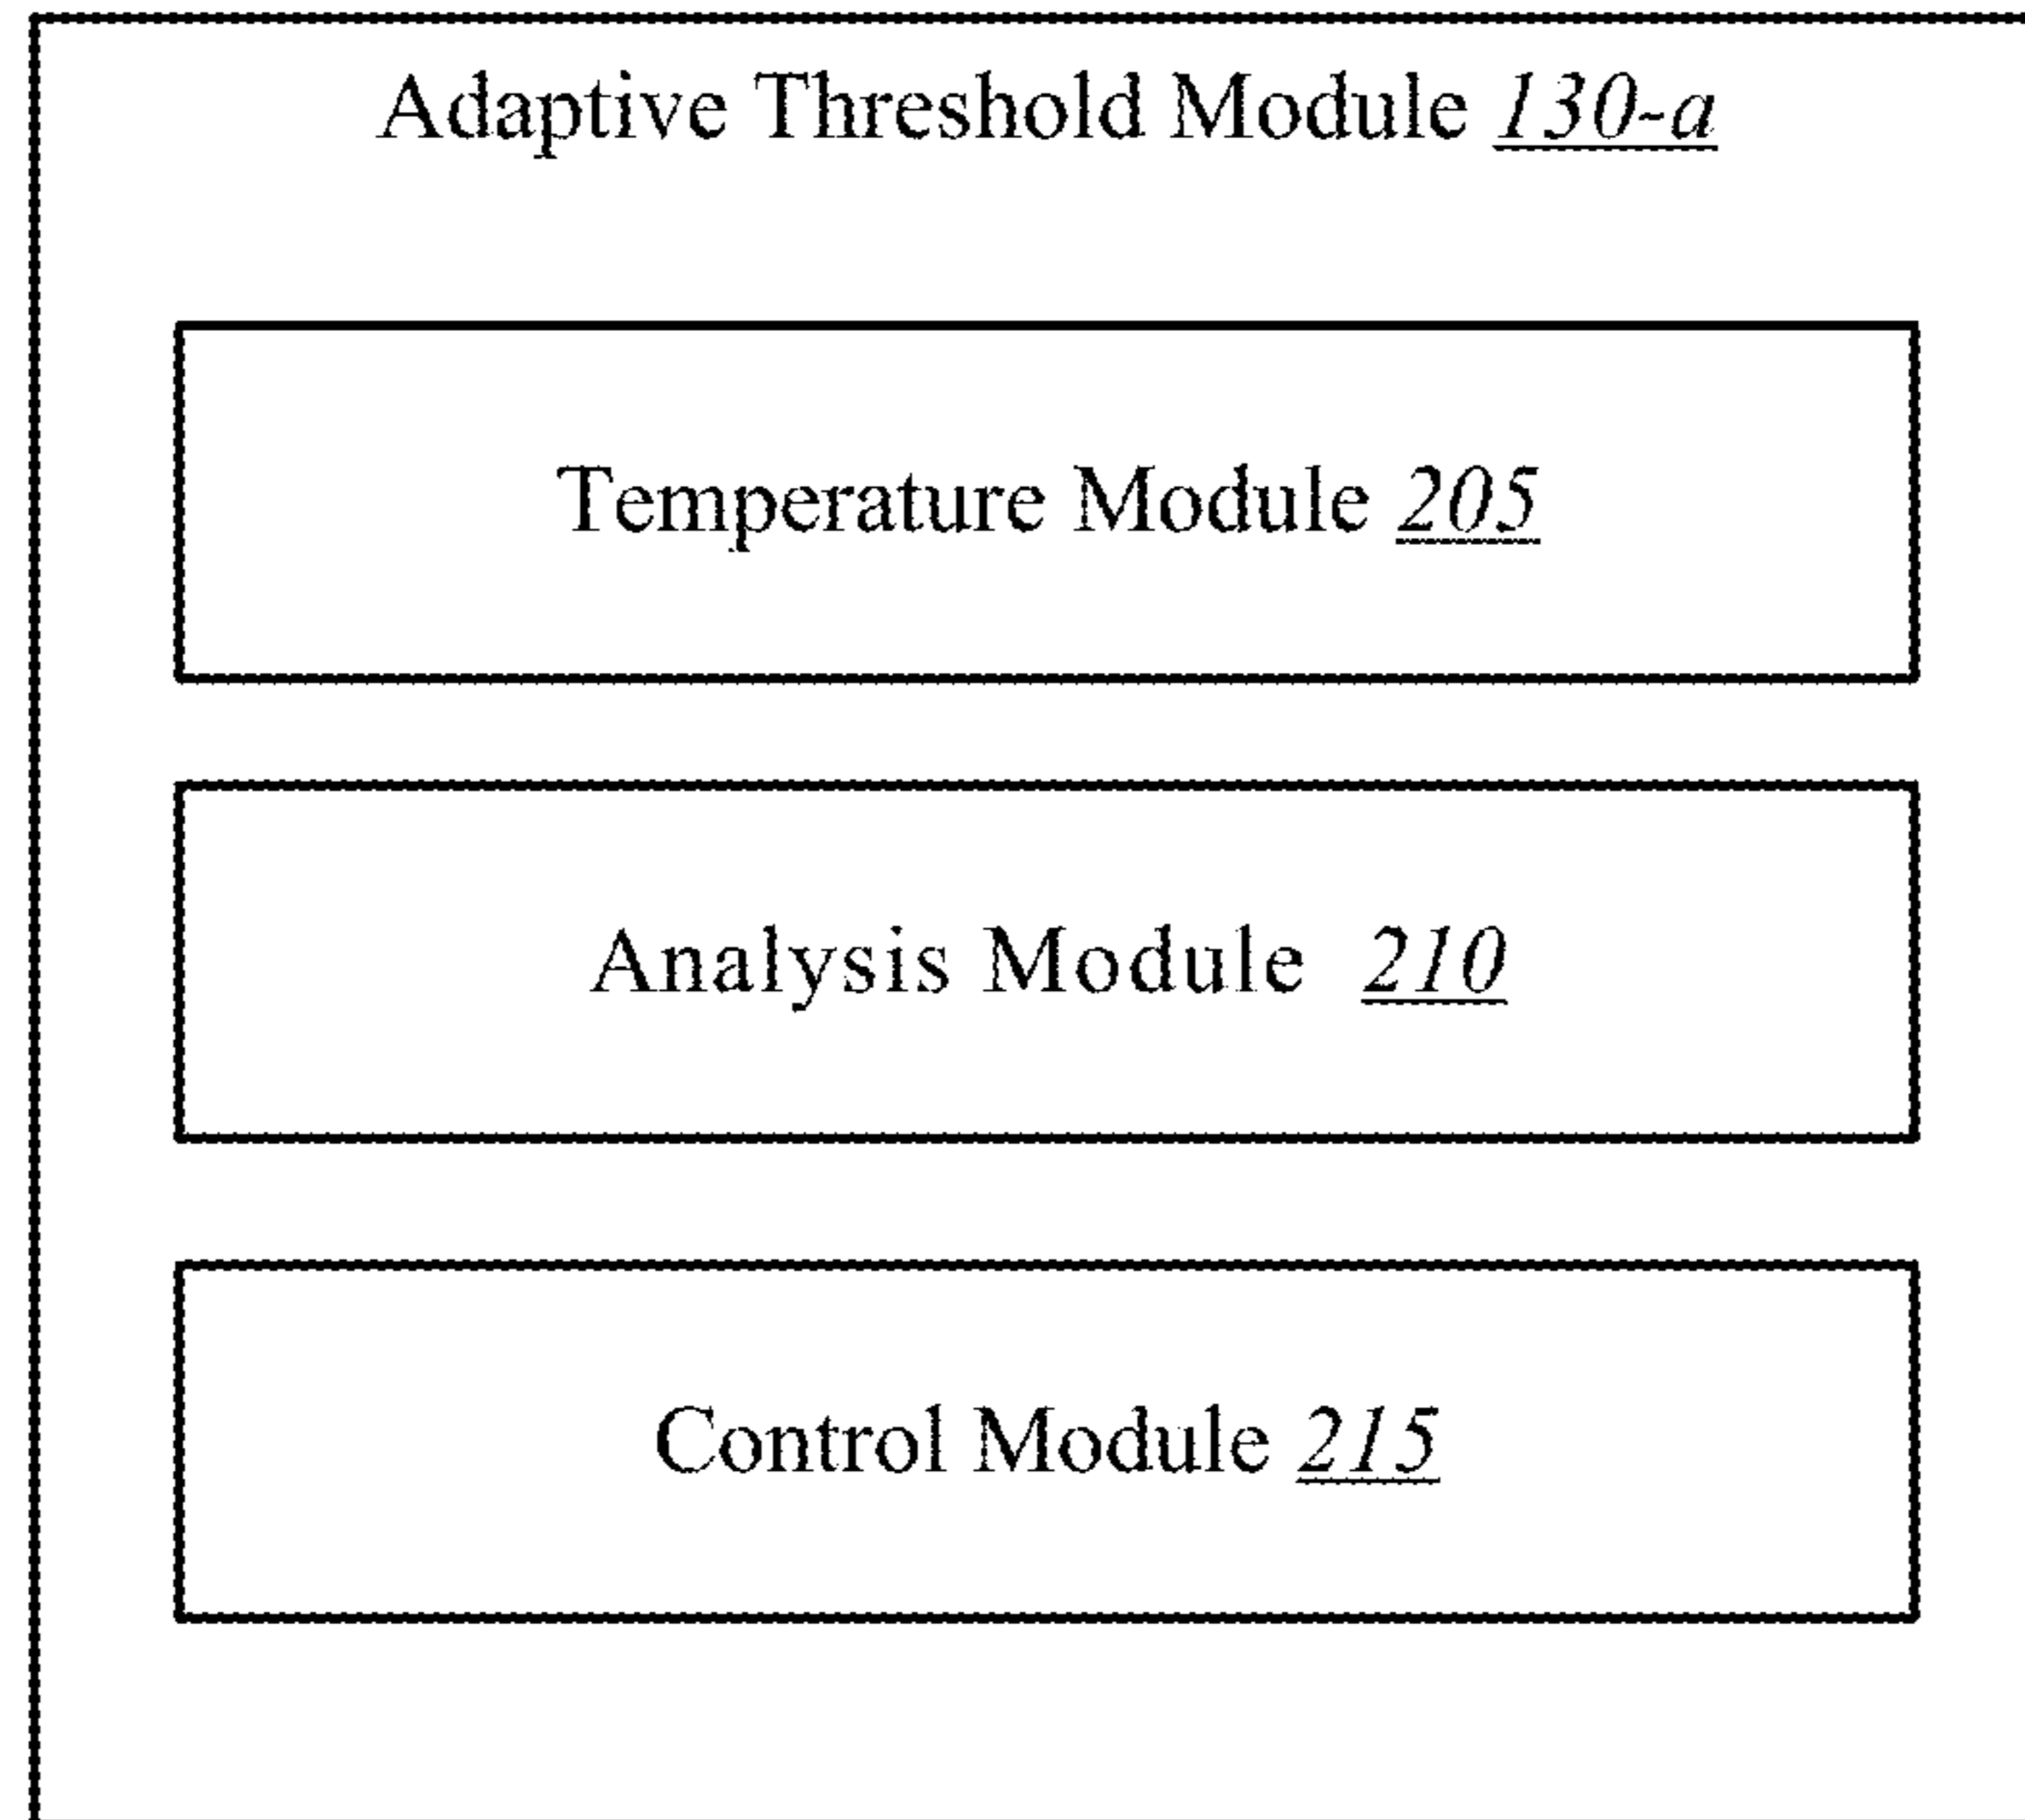 Adaptive Threshold Module 130-a
Temperature Module 205
Analysis Module 210
Control Module 215